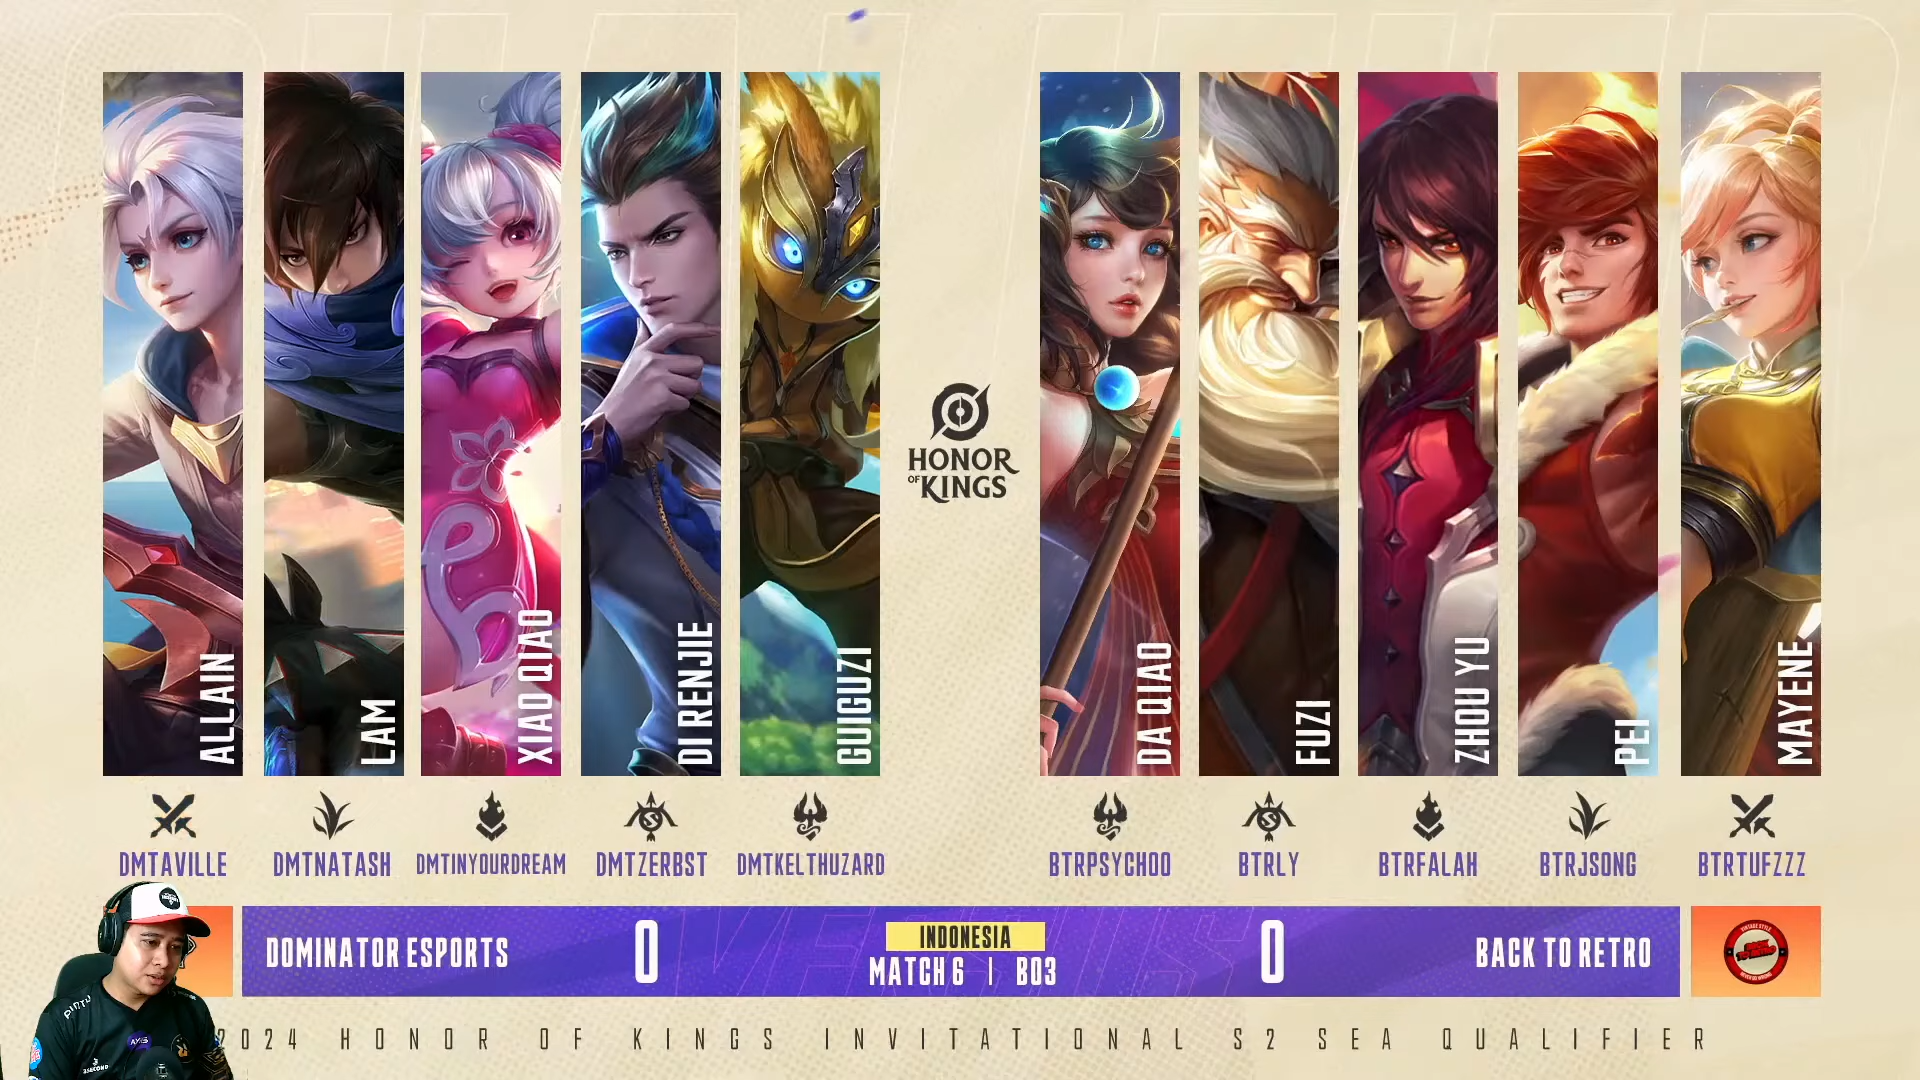 ALLAIN
LAM
XIAO QIAO
DI RENJIE
GUIGUZI
HONOR
OF
KINGS
DA QIAO
FUZI
ZHOU YU
PEI
MAYENE
DMTAVILLE
DMTNATASH
DMTINYOURDREAM
DMTZERBST
DMTKELTHUZARD
BTRPSYCHOO
BTRLY
BTRFALAH
BTRJSONG
BTRTUFZZZ
DOMINATOR ESPORTS
0
INDONESIA
MATCH 6 | BO3
0
BACK TO RETRO
2024 HONOR OF KINGS INVITATIONAL S2 SEA QUALIFIER